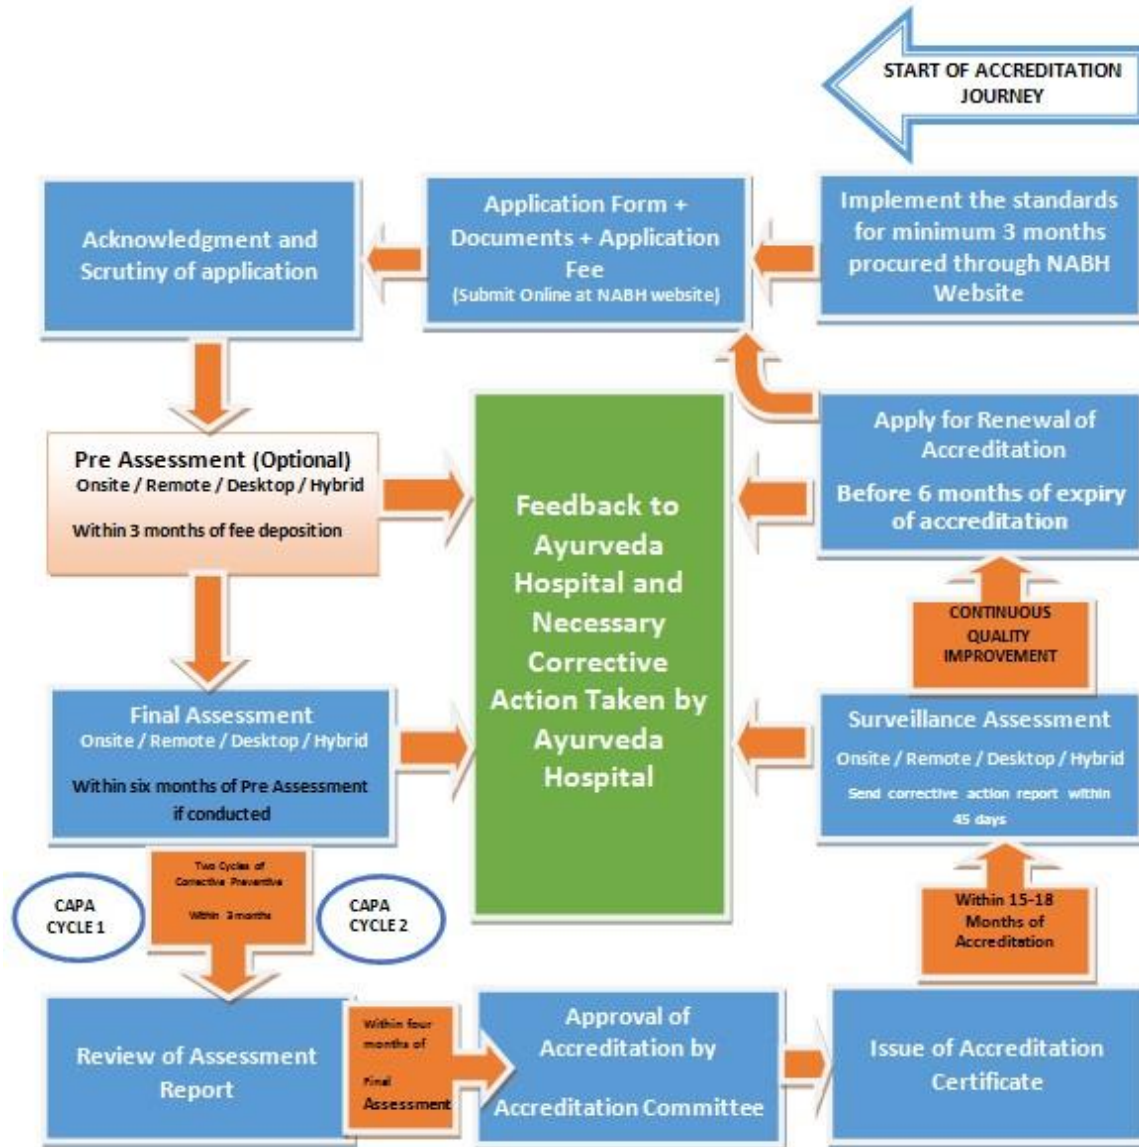 START OF ACCREDITATION
JOURNEY
Implement the standards
for minimum 3 months
procured through NABH
Website
Application Form +
Documents + Application
Fee
(Submit Online at NABH website)
Acknowledgment and
Scrutiny of application
Pre Assessment (Optional)
Onsite / Remote / Desktop / Hybrid
Within 3 months of fee deposition
Final Assessment
Onsite / Remote / Desktop / Hybrid
Within six months of Pre Assessment
if conducted
Two Cycles of
Corrective Preventive
Within 3 months
CAPA
CYCLE 1
CAPA
CYCLE 2
Review of Assessment
Report
Within four
months of
Final
Assessment
Approval of
Accreditation by
Accreditation Committee
Issue of Accreditation
Certificate
Within 15-18
Months of
Accreditation
Surveillance Assessment
Onsite / Remote / Desktop / Hybrid
Send corrective action report within
45 days
CONTINUOUS
QUALITY
IMPROVEMENT
Apply for Renewal of
Accreditation
Before 6 months of expiry
of accreditation
Feedback to
Ayurveda
Hospital and
Necessary
Corrective
Action Taken by
Ayurveda
Hospital